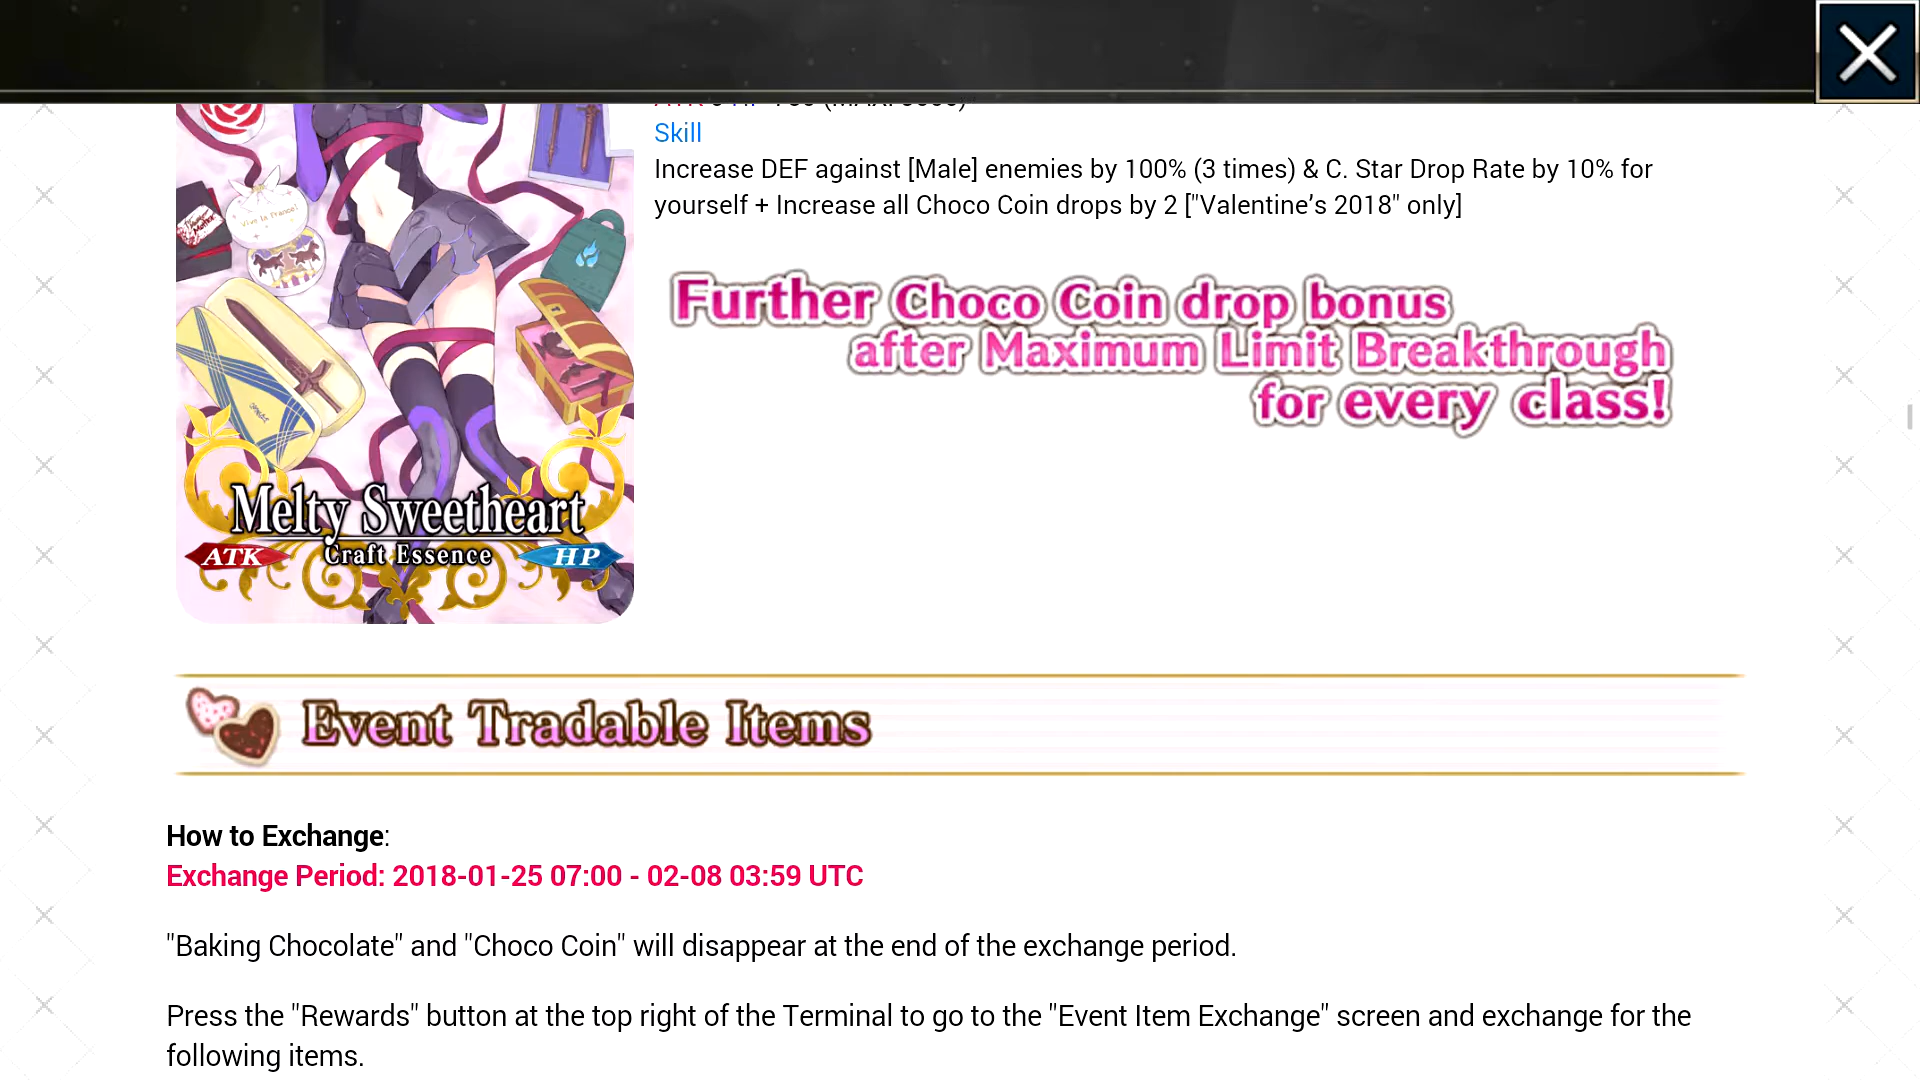 Skill
Increase DEF against [Male] enemies by 100% (3 times) & C. Star Drop Rate by 10% for
yourself + Increase all Choco Coin drops by 2 ["Valentine’s 2018" only]
Further Choco Coin drop bonus
after Maximum Limit Breakthrough
for every class!
Vive la France!
Melty Sweetheart
ATK Craft Essence HP
Event Tradable Items
How to Exchange:
Exchange Period: 2018-01-25 07:00 - 02-08 03:59 UTC
"Baking Chocolate" and "Choco Coin" will disappear at the end of the exchange period.
Press the "Rewards" button at the top right of the Terminal to go to the "Event Item Exchange" screen and exchange for the
following items.